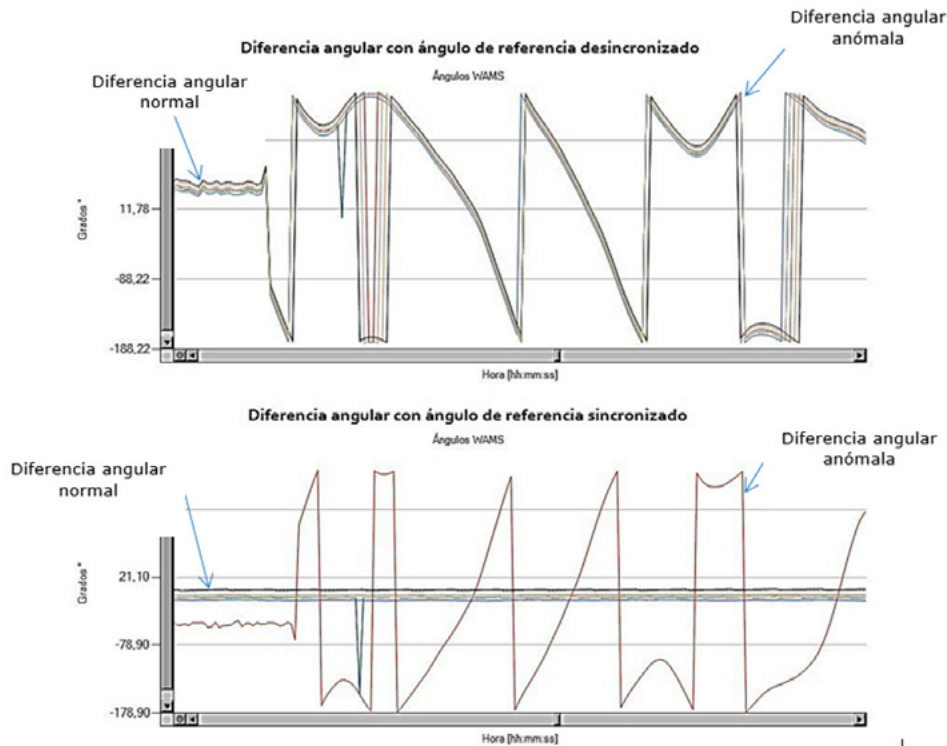 Diferencia angular con ángulo de referencia desincronizado
Diferencia angular
anómala
Ángulos WAMS
Diferencia angular
normal
Grados °
11,78
-88,22
-188,22
Hora [hh:mm:ss]
Diferencia angular con ángulo de referencia sincronizado
Ángulos WAMS
Diferencia angular
anómala
Diferencia angular
normal
Grados °
21,10
-78,90
-178,90
Hora [hh:mm:ss]